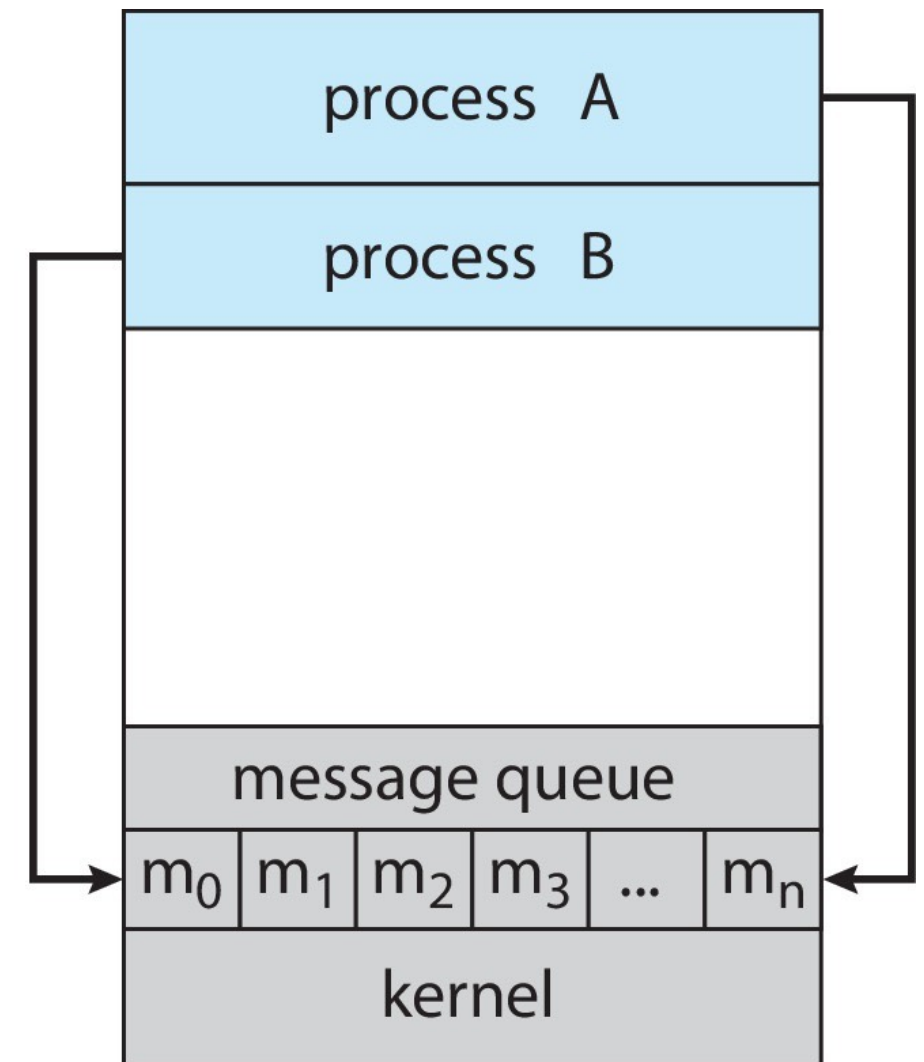 process A
process B
message queue
m₀ m₁ m₂ m₃ ... mₙ
kernel